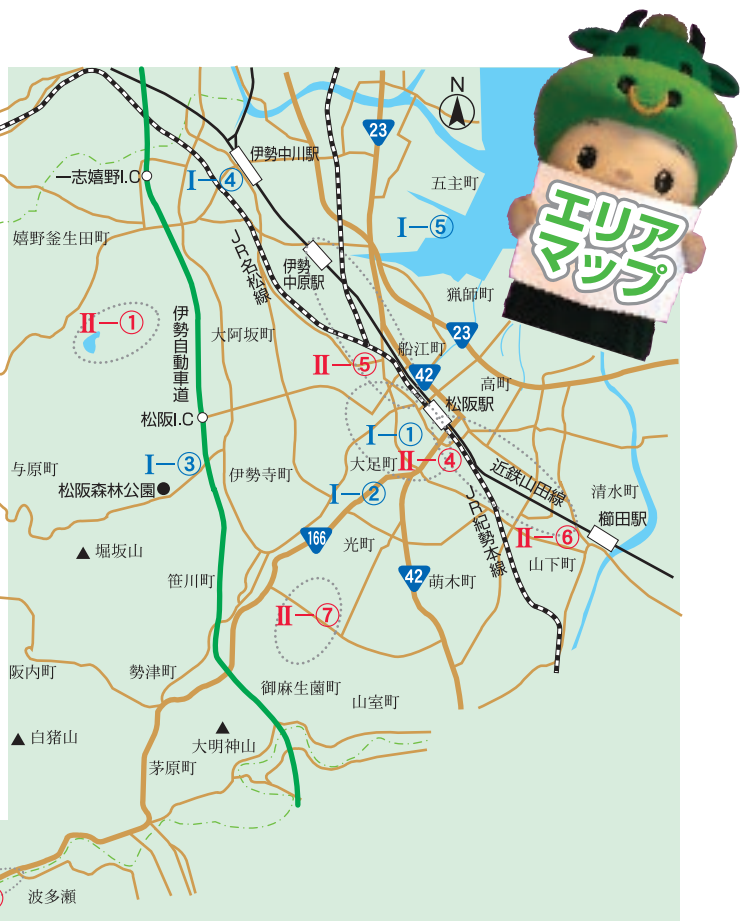 エリア
マップ
N
23
伊勢中川駅
一志嬉野I.C
I—④
五主町
I—⑤
嬉野釜生田町
JR名松線
伊勢
中原駅
猟師町
II—①
伊勢自動車道
大阿坂町
船江町
23
II—⑤
42
高町
松阪駅
松阪I.C
I—①
I—③
大足町
II—④
与原町
伊勢寺町
近鉄山田線
松阪森林公園
I—②
清水町
JR紀勢本線
櫛田駅
166
光町
II—⑥
堀坂山
山下町
笹川町
42
萌木町
II—⑦
阪内町
勢津町
御麻生薗町
山室町
白猪山
大明神山
茅原町
波多瀬